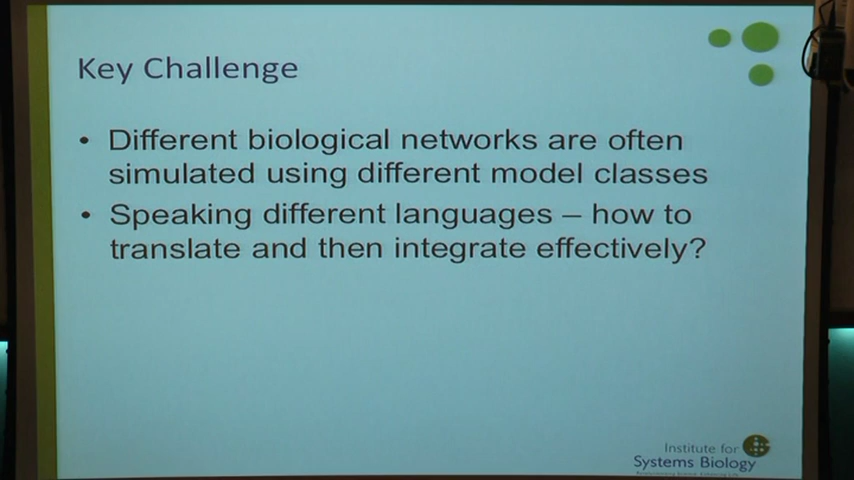 Key Challenge
• Different biological networks are often
simulated using different model classes
• Speaking different languages – how to
translate and then integrate effectively?
Institute for
Systems Biology